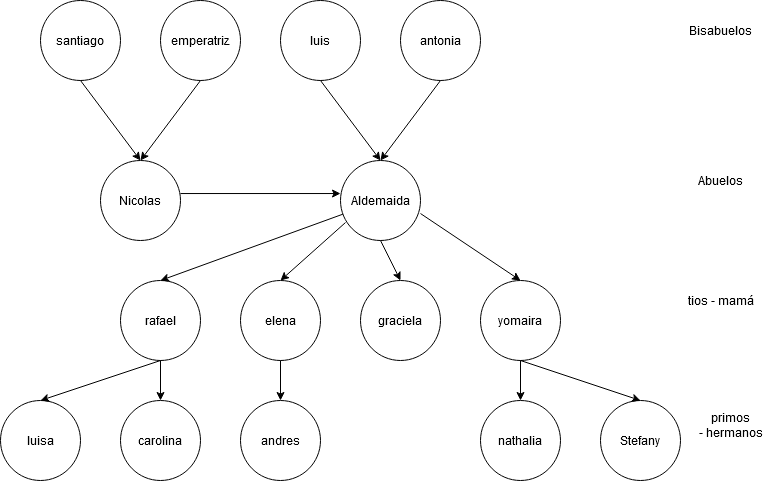 santiago
emperatriz
luis
antonia
Bisabuelos
Nicolas
Aldemaida
Abuelos
rafael
elena
graciela
yomaira
tios - mamá
luisa
carolina
andres
nathalia
Stefany
primos
- hermanos